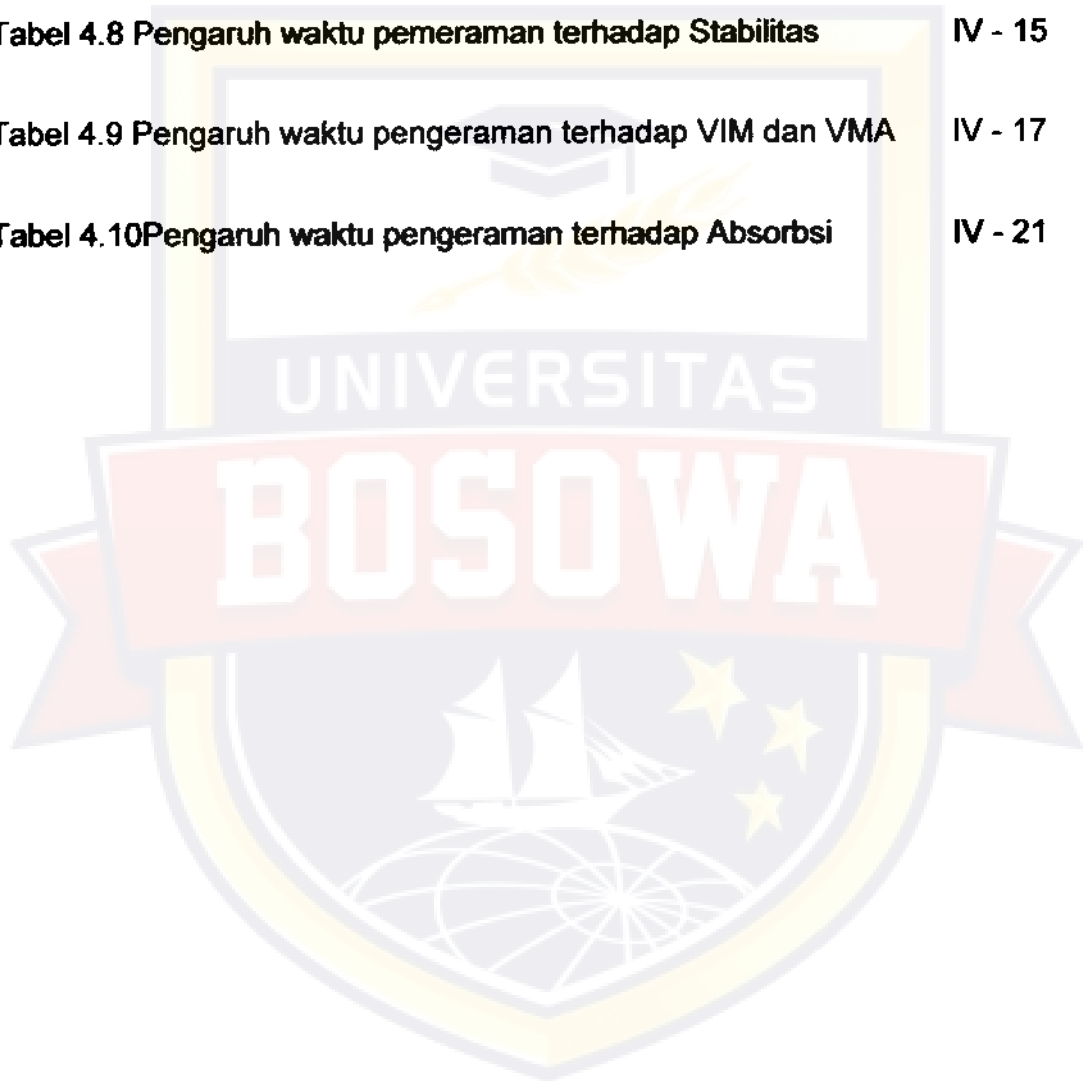 Tabel 4.8 Pengaruh waktu pemeraman terhadap Stabilitas IV - 15
Tabel 4.9 Pengaruh waktu pengeraman terhadap VIM dan VMA IV - 17
Tabel 4.10Pengaruh waktu pengeraman terhadap Absorbsi IV - 21
UNIVERSITAS
BOSOWA